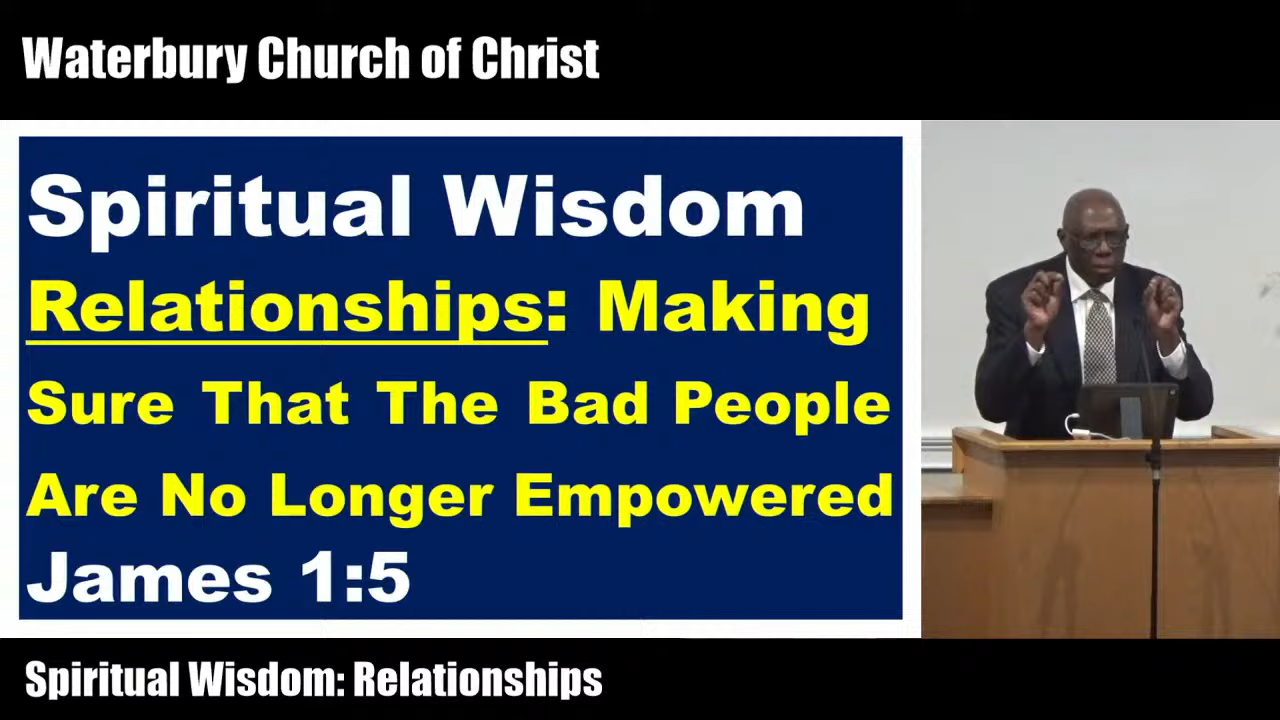 Waterbury Church of Christ
Spiritual Wisdom
Relationships: Making
Sure That The Bad People
Are No Longer Empowered
James 1:5
Spiritual Wisdom: Relationships